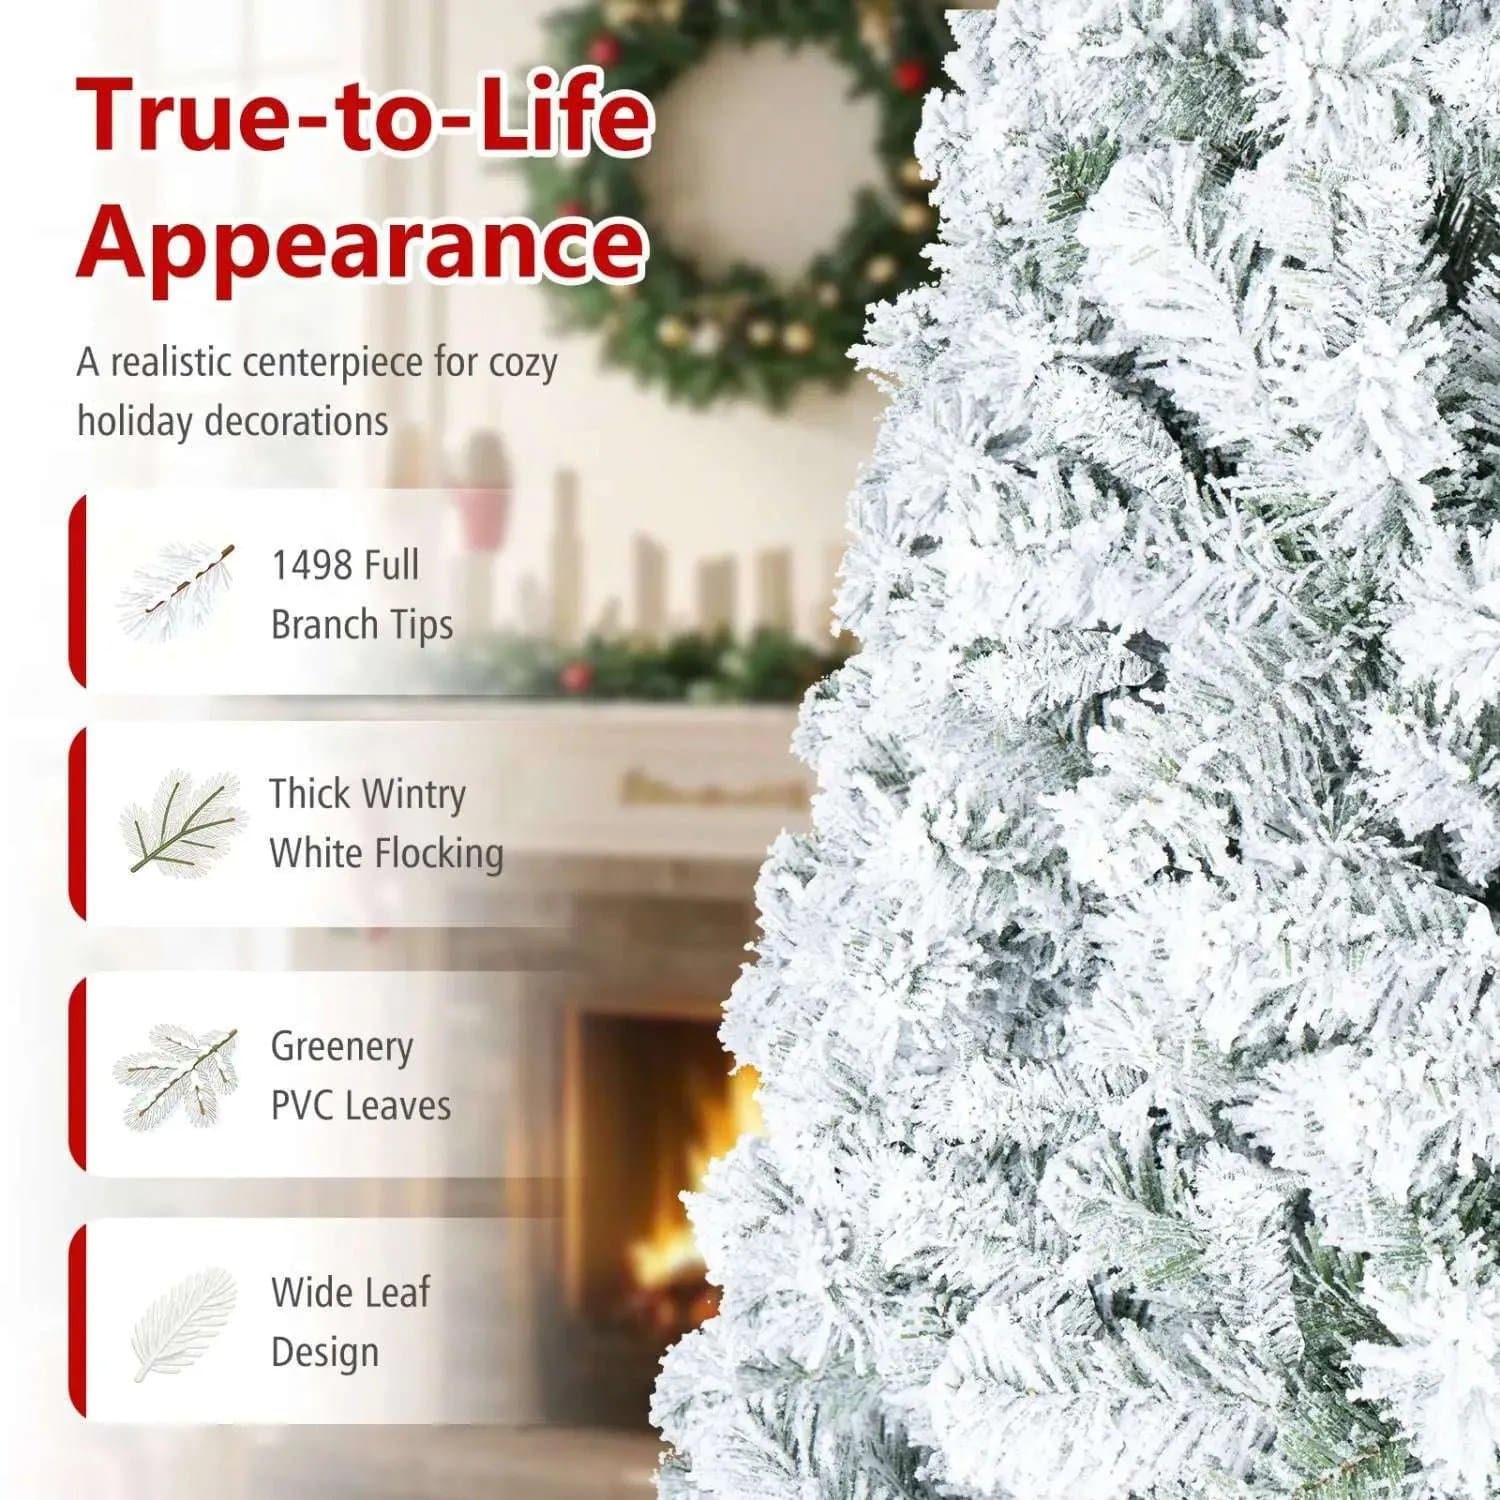 True-to-Life
Appearance
A realistic centerpiece for cozy
holiday decorations
1498 Full
Branch Tips
Thick Wintry
White Flocking
Greenery
PVC Leaves
Wide Leaf
Design